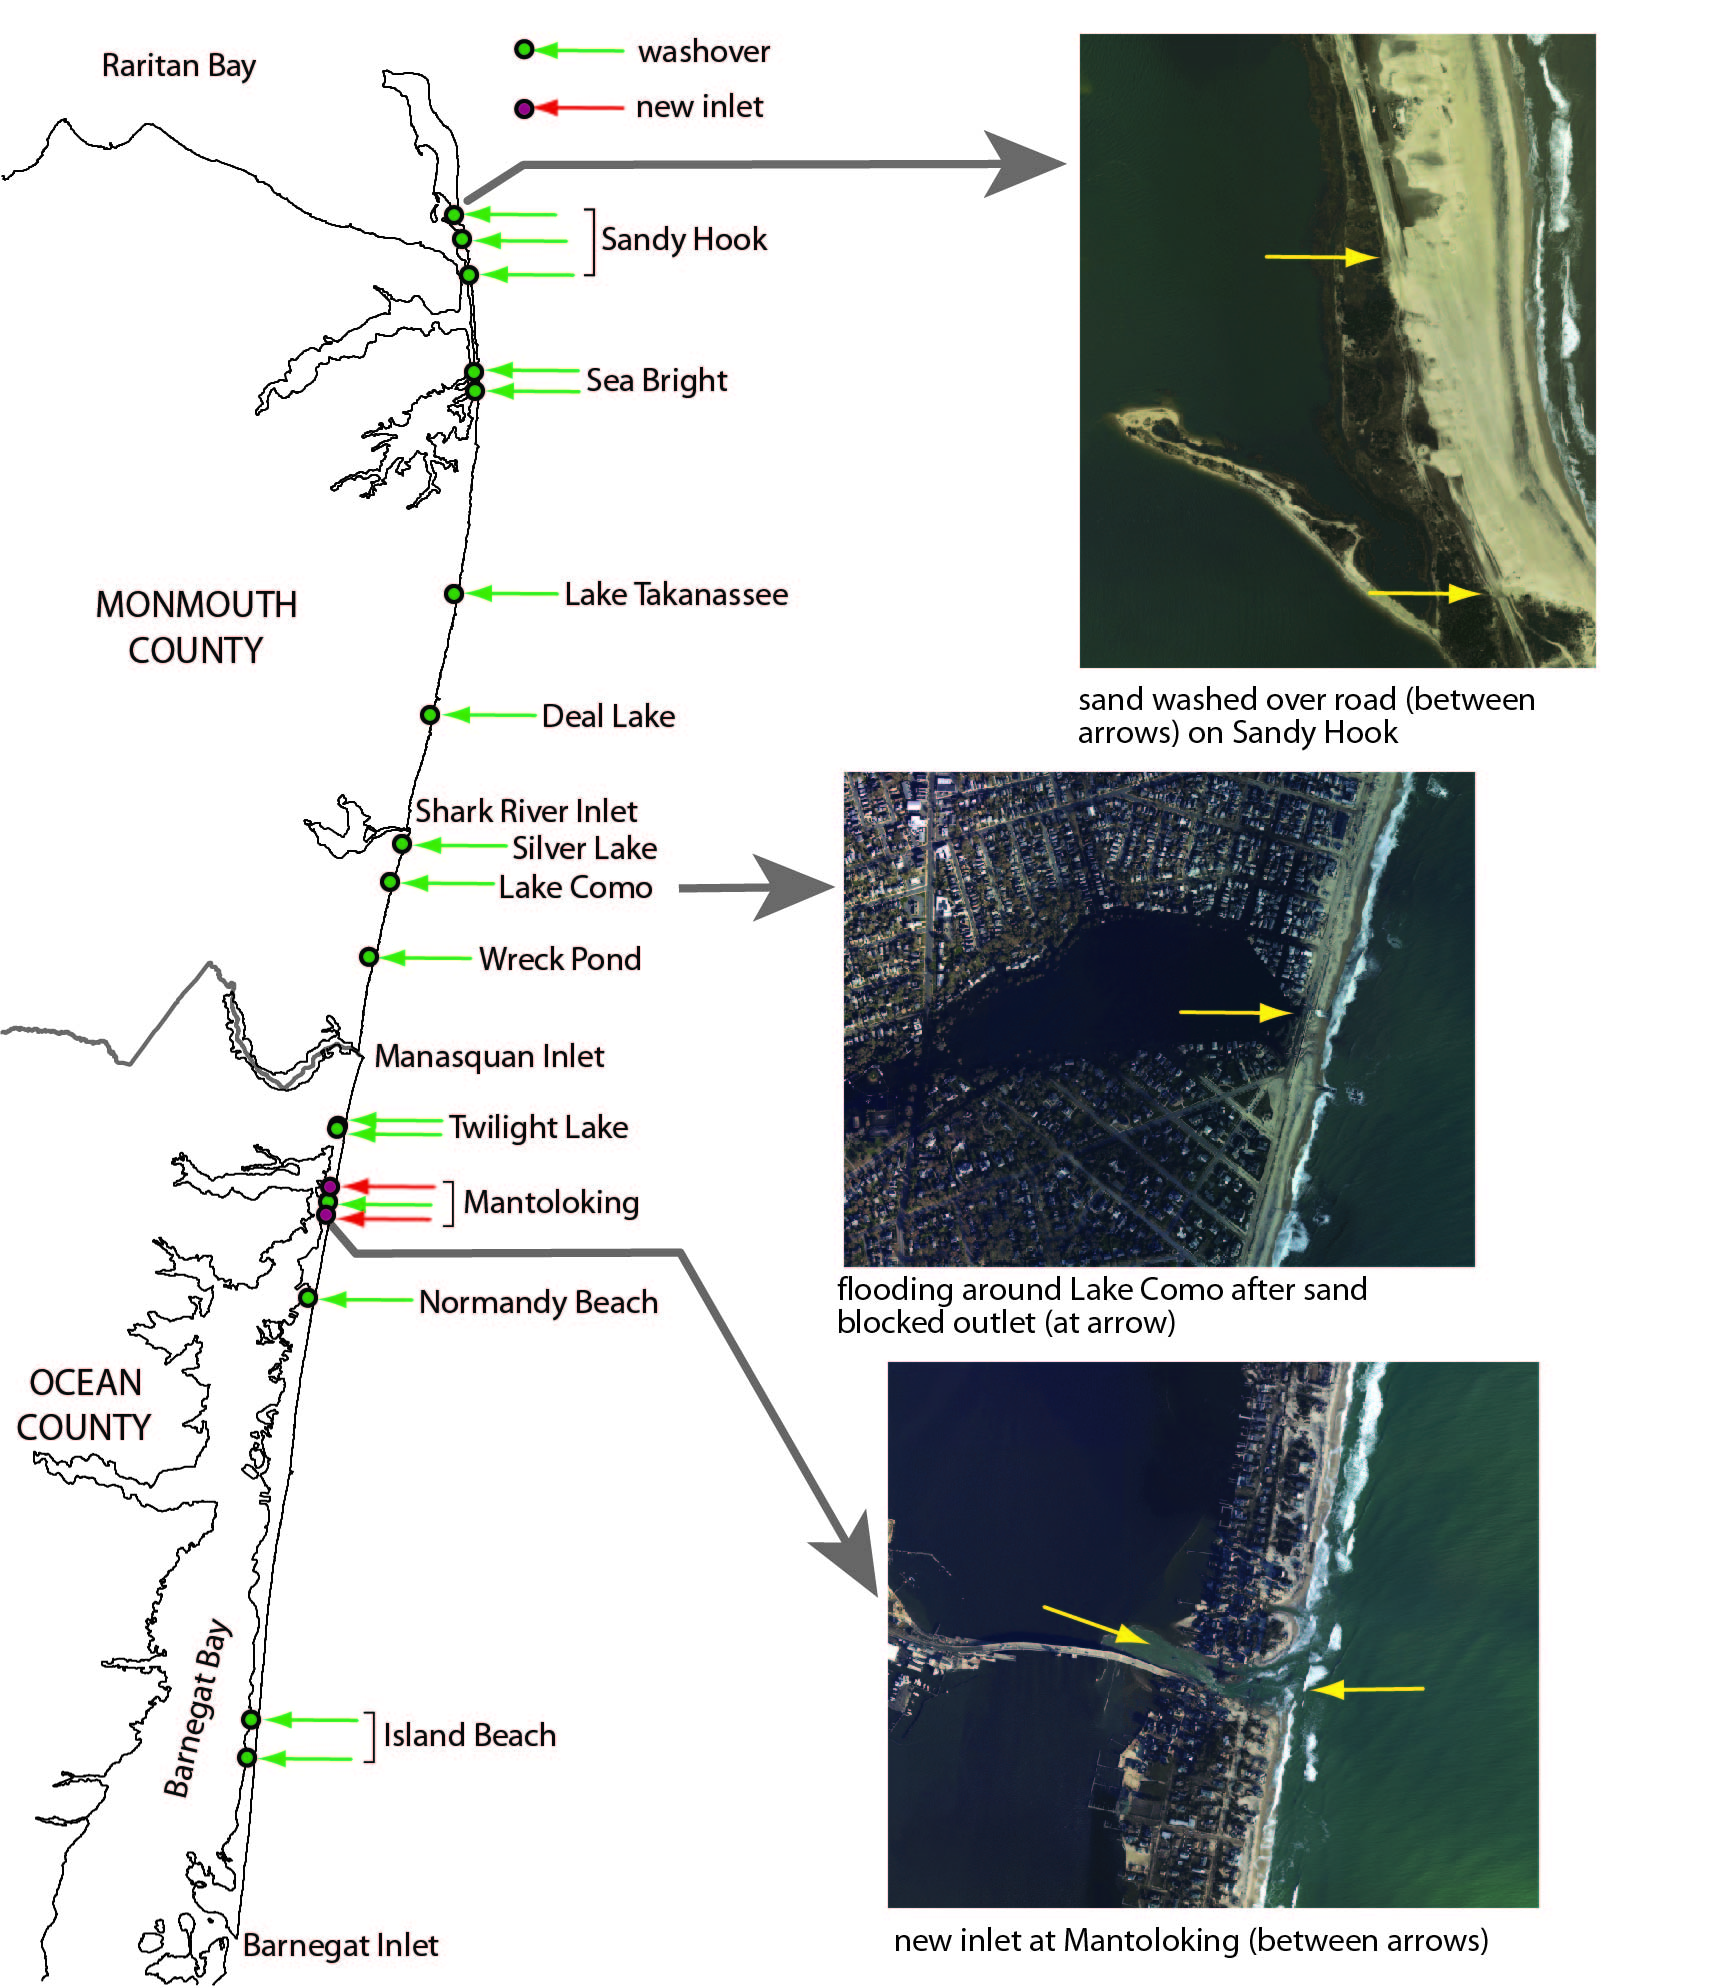 Raritan Bay
washover
new inlet
Sandy Hook
Sea Bright
Lake Takanassee
MONMOUTH
COUNTY
Deal Lake
Shark River Inlet
Silver Lake
Lake Como
Wreck Pond
Manasquan Inlet
Twilight Lake
Mantoloking
Normandy Beach
OCEAN
COUNTY
Barnegat Bay
Island Beach
Barnegat Inlet
sand washed over road (between
arrows) on Sandy Hook
flooding around Lake Como after sand
blocked outlet (at arrow)
new inlet at Mantoloking (between arrows)